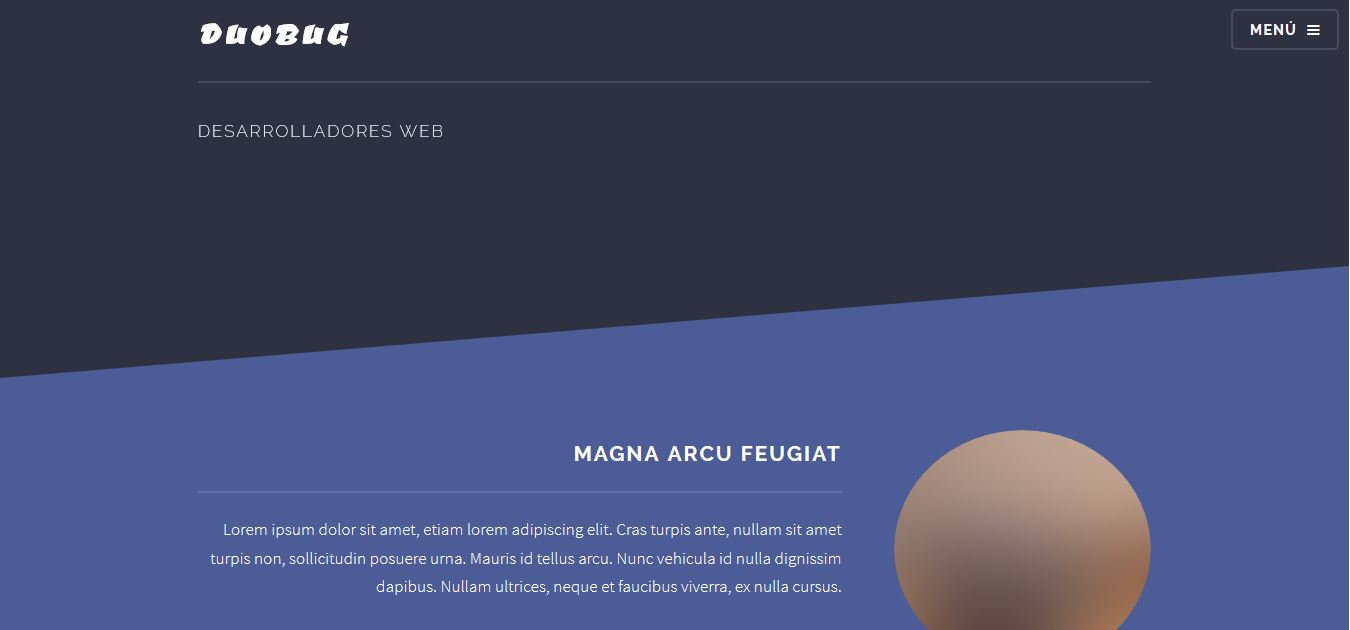 DUOBUG
MENÚ
DESARROLLADORES WEB
MAGNA ARCU FEUGIAT
Lorem ipsum dolor sit amet, etiam lorem adipiscing elit. Cras turpis ante, nullam sit amet
turpis non, sollicitudin posuere urna. Mauris id tellus arcu. Nunc vehicula id nulla dignissim
dapibus. Nullam ultrices, neque et faucibus viverra, ex nulla cursus.